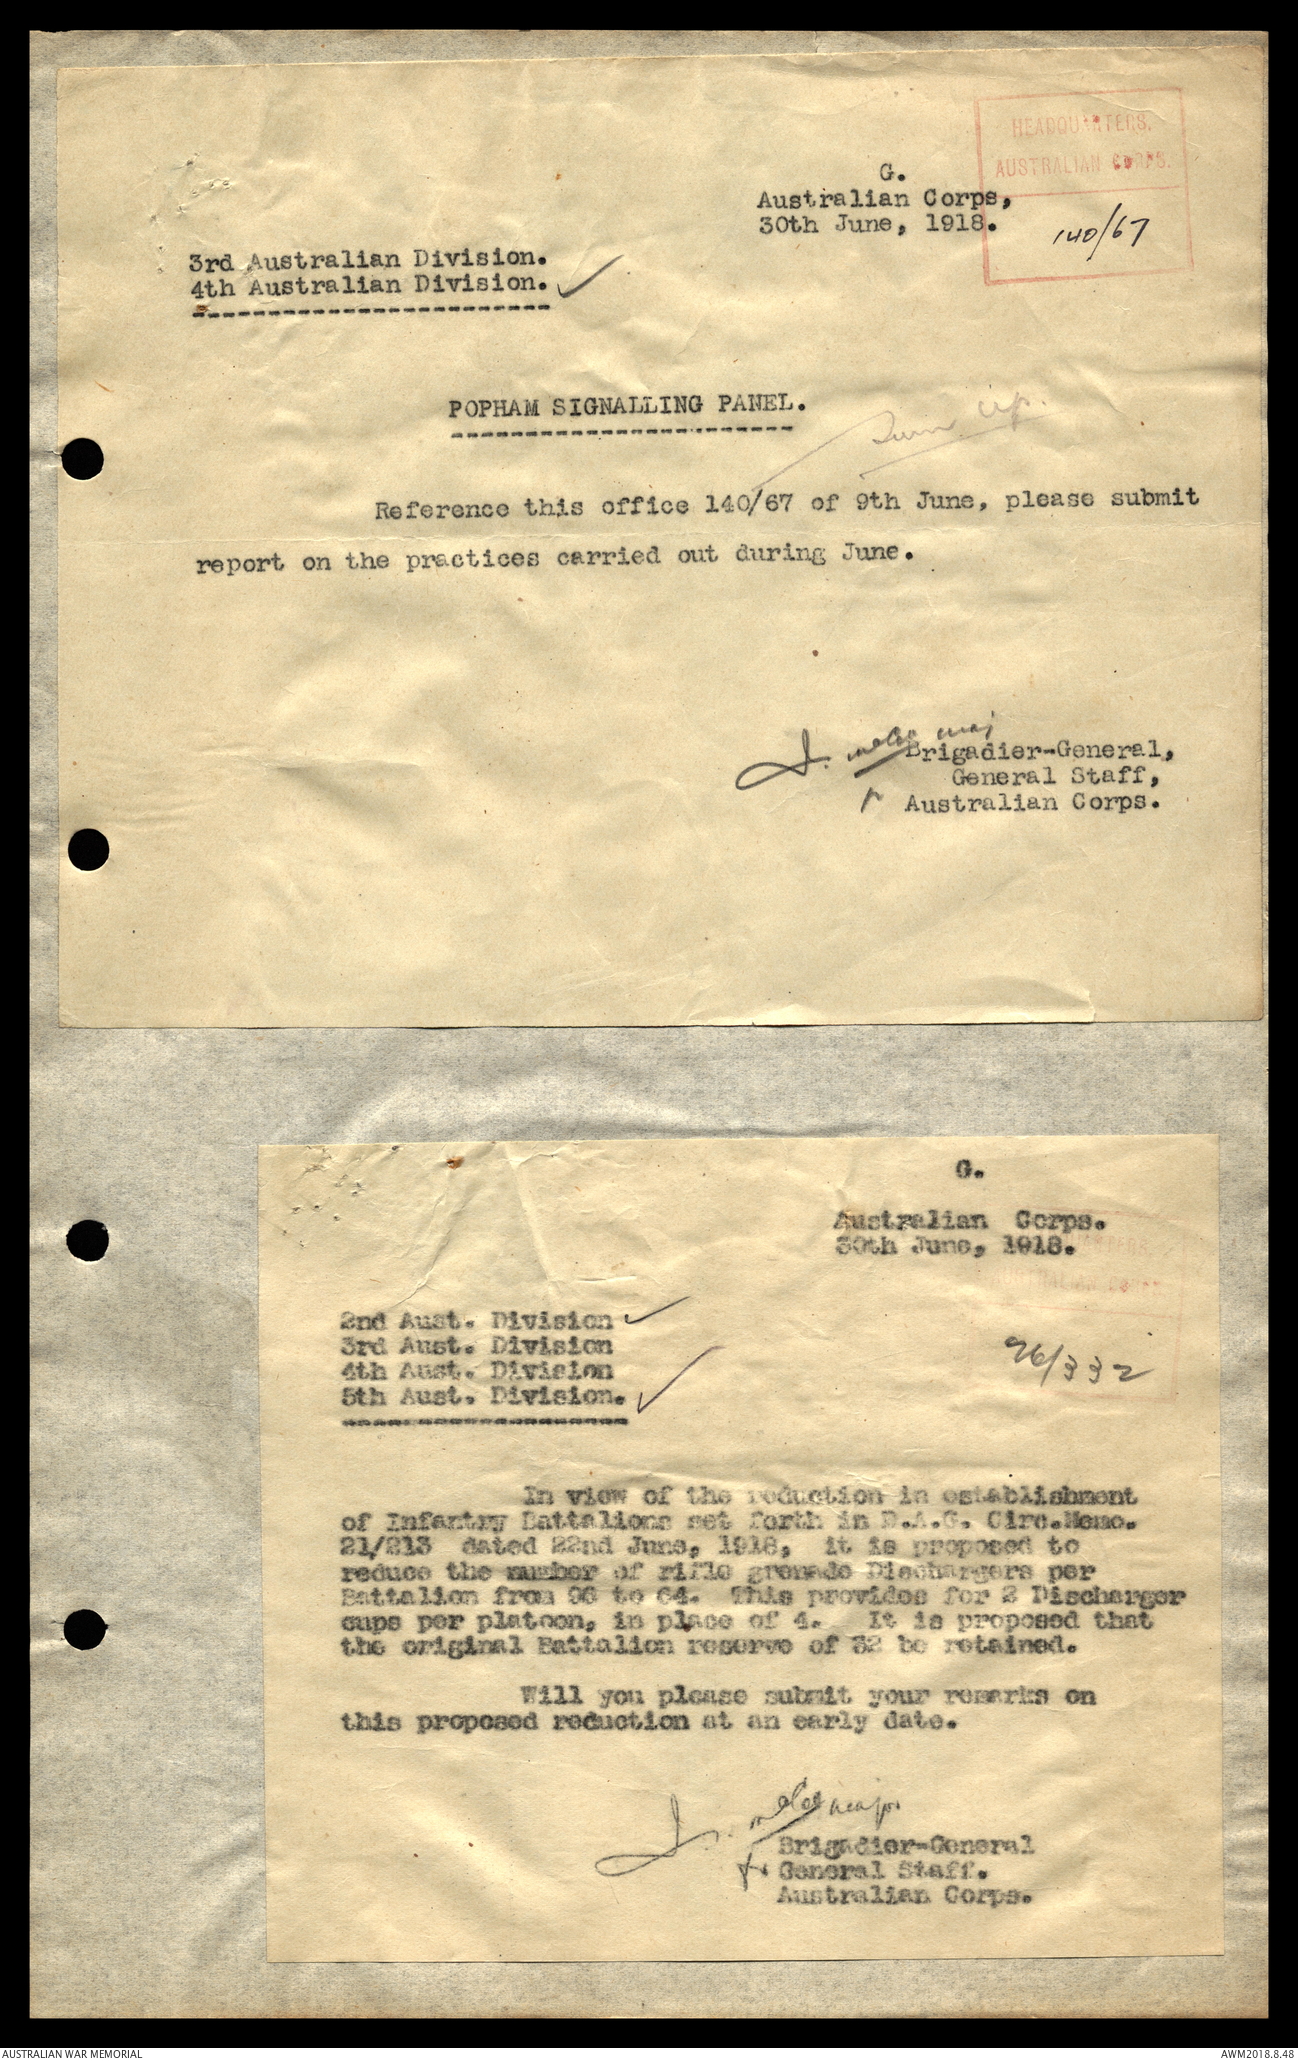 HEADQUARTERS.
AUSTRALIAN CORPS.
140/67
G.
Australian Corps,
30th June, 1918.
3rd Australian Division.
4th Australian Division.
POPHAM SIGNALLING PANEL.
Reference this office 140/67 of 9th June, please submit
report on the practices carried out during June.
Brigadier-General,
General Staff,
Australian Corps.
G.
Australian Corps.
30th June, 1918.
AUSTRALIAN CORPS
2nd Aust. Division
3rd Aust. Division
4th Aust. Division
5th Aust. Division.
26/332
In view of the reduction in establishment
of Infantry Battalions set forth in D.A.G. Circ.Memo.
21/213 dated 22nd June, 1918, it is proposed to
reduce the number of rifle grenade Dischargers per
Battalion from 96 to 64. This provides for 2 Discharger
cups per platoon, in place of 4. It is proposed that
the original Battalion reserve of 32 be retained.
Will you please submit your remarks on
this proposed reduction at an early date.
major
Brigadier-General
General Staff.
Australian Corps.
AUSTRALIAN WAR MEMORIAL
AWM2018.8.48